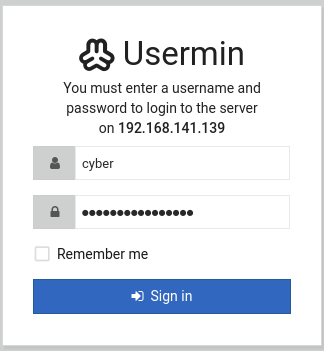 Usermin
You must enter a username and
password to login to the server
on 192.168.141.139
cyber
••••••••••••••••
Remember me
Sign in